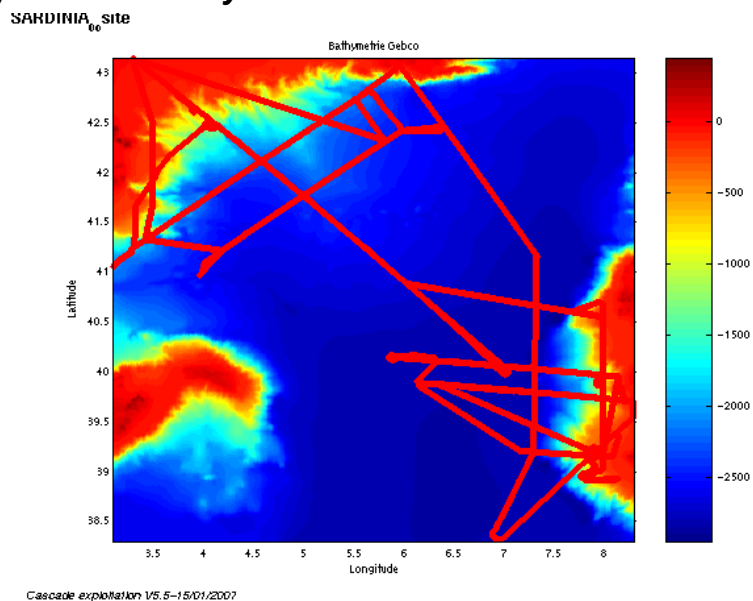 SARDINIA_oo site
Bathymetrie Gebco
43
42.5
42
41.5
41
40.5
40
39.5
39
38.5
Latitude
3.5 4 4.5 5 5.5 6 6.5 7 7.5 8
Longitude
0
−500
−1000
−1500
−2000
−2500
Cascade exploitation V5.5−15/01/2007